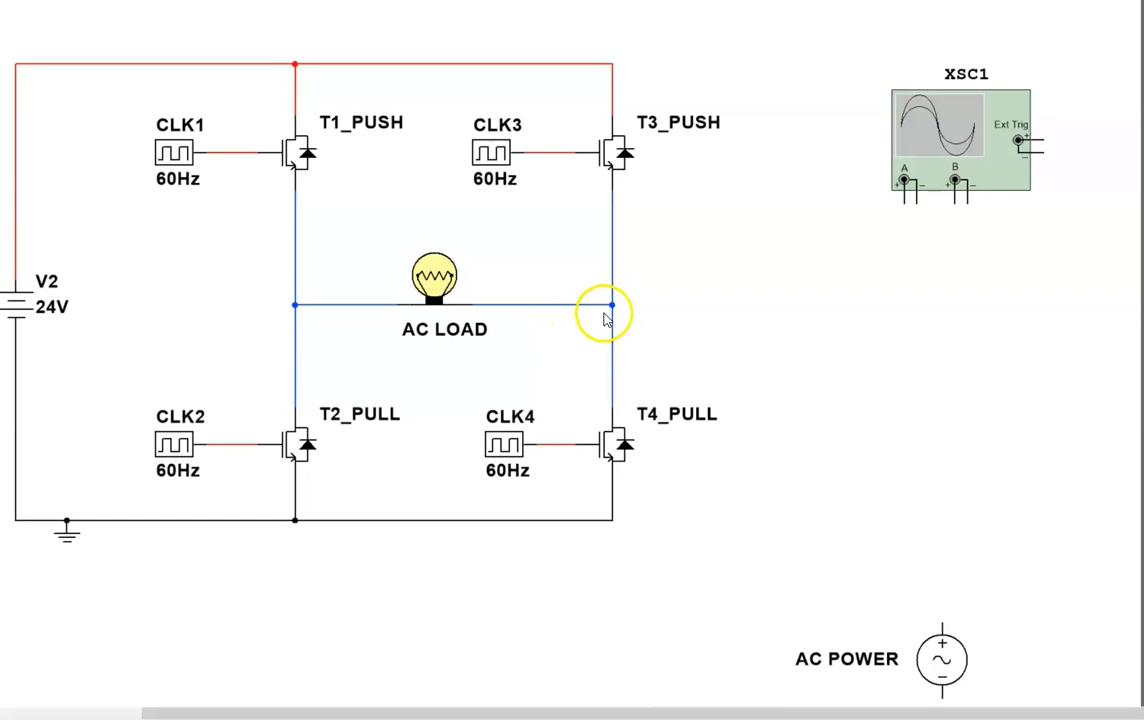 XSC1
Ext Trig
+
−
A
B
+
−
+
−
CLK1
60Hz
T1_PUSH
CLK3
60Hz
T3_PUSH
V2
24V
AC LOAD
CLK2
60Hz
T2_PULL
CLK4
60Hz
T4_PULL
AC POWER
+
−